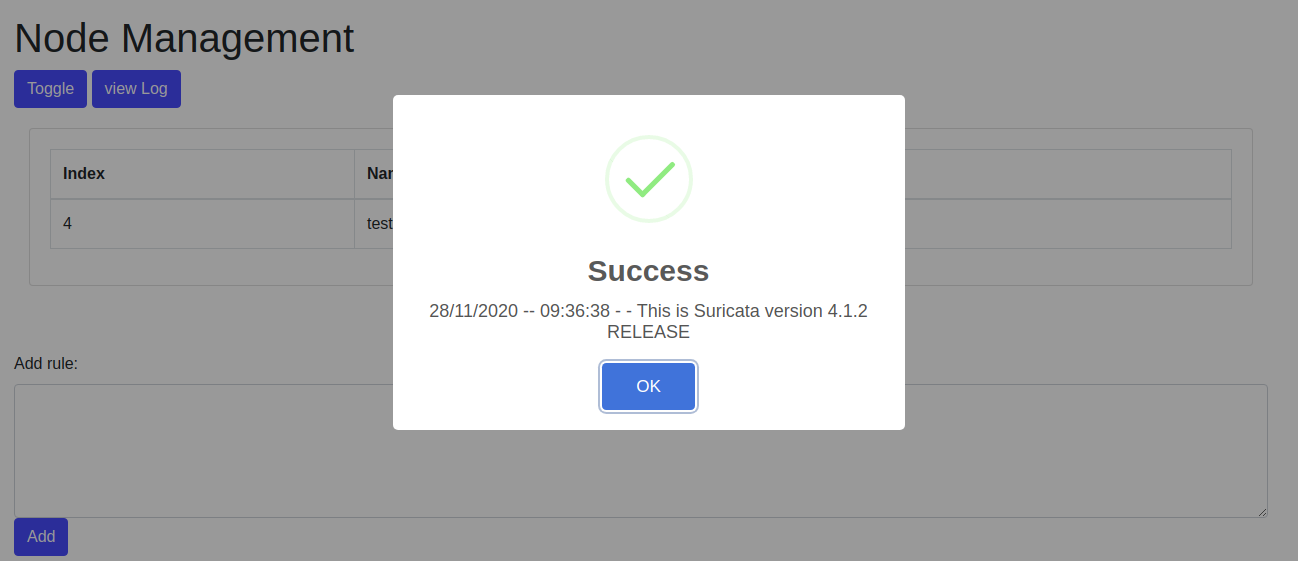 Node Management
Toggle view Log
Index
4
test
Success
28/11/2020 -- 09:36:38 - - This is Suricata version 4.1.2
RELEASE
OK
Add rule:
Add